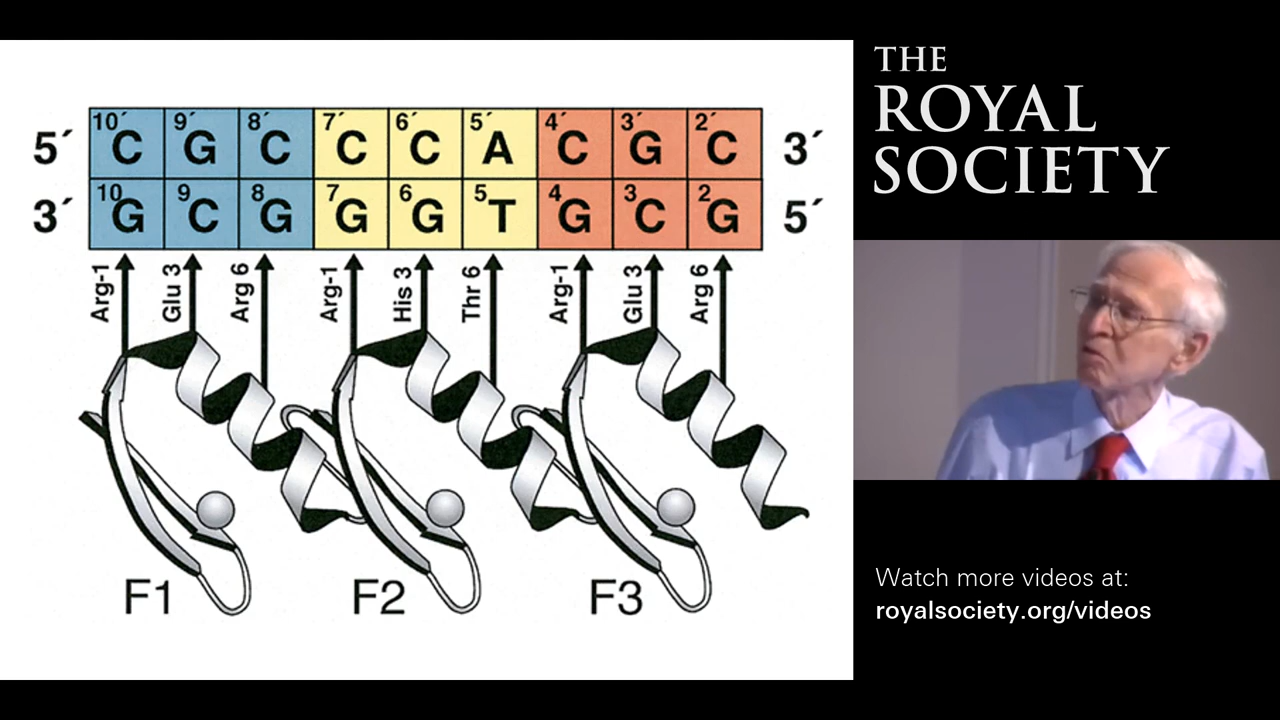 10´ 9´ 8´ 7´ 6´ 5´ 4´ 3´ 2´
5´ C G C C C A C G C 3´
10 9 8 7 6 5 4 3 2
3´ G C G G G T G C G 5´
Arg-1 Glu 3 Arg 6 Arg-1 His 3 Thr 6 Arg-1 Glu 3 Arg 6
F1 F2 F3
THE
ROYAL
SOCIETY
Watch more videos at:
royalsociety.org/videos